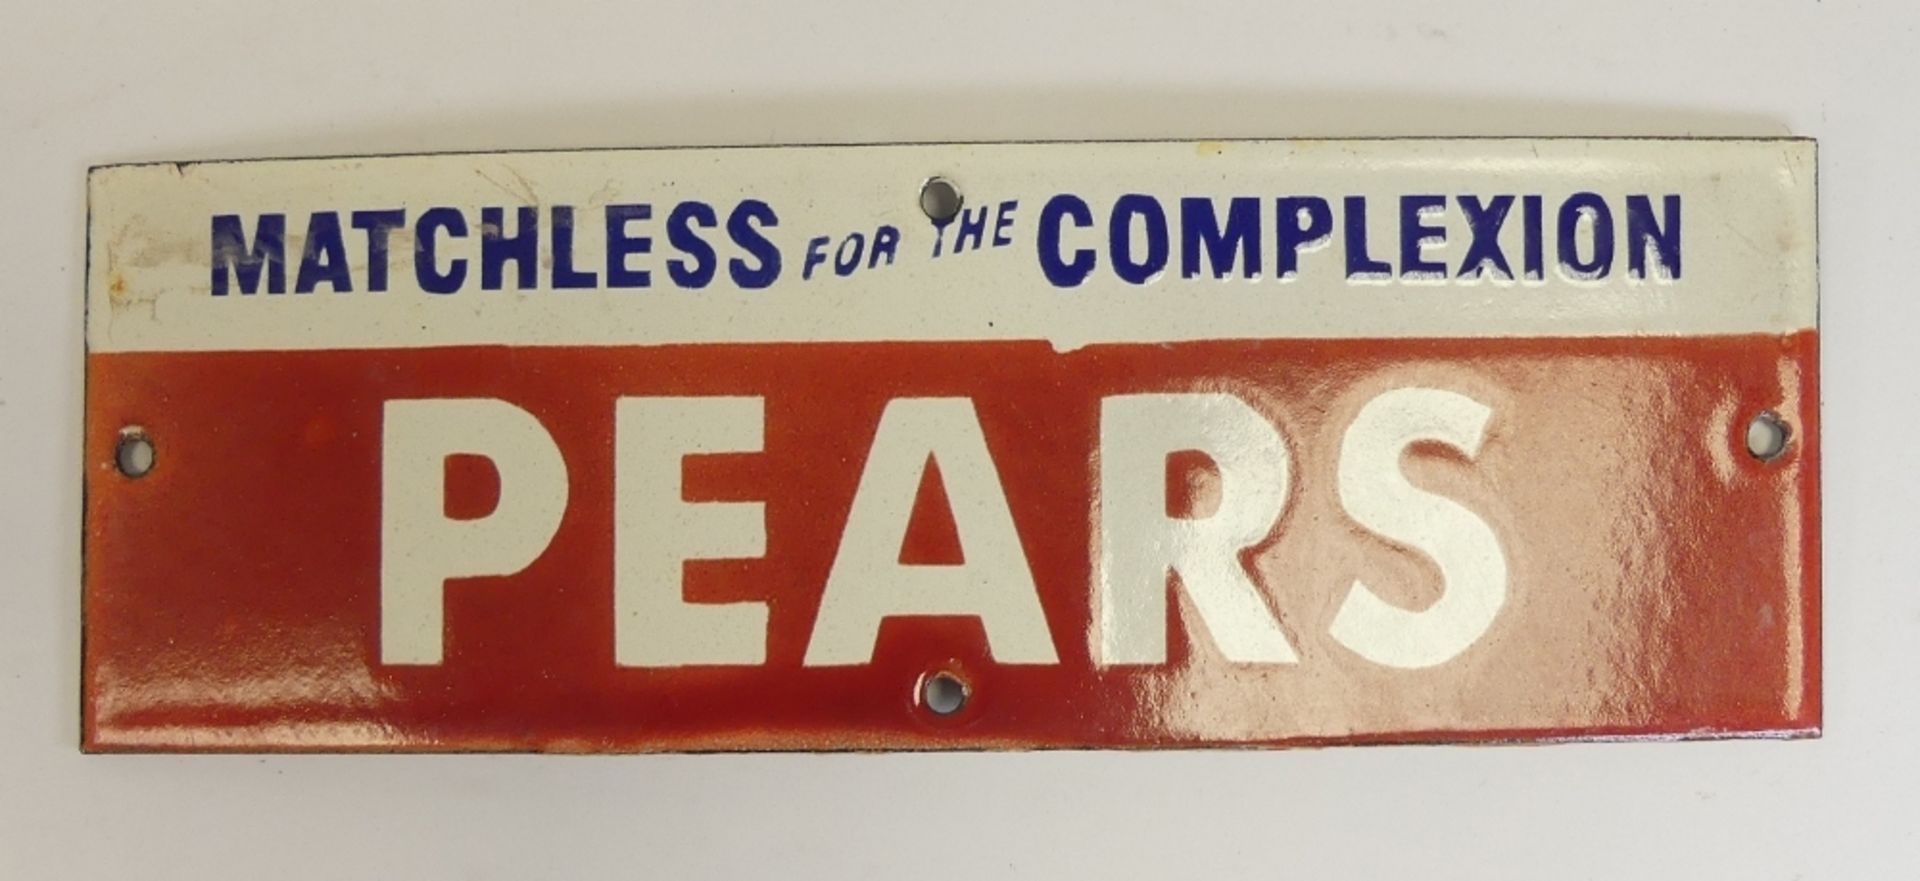 MATCHLESS FOR THE COMPLEXION
PEARS